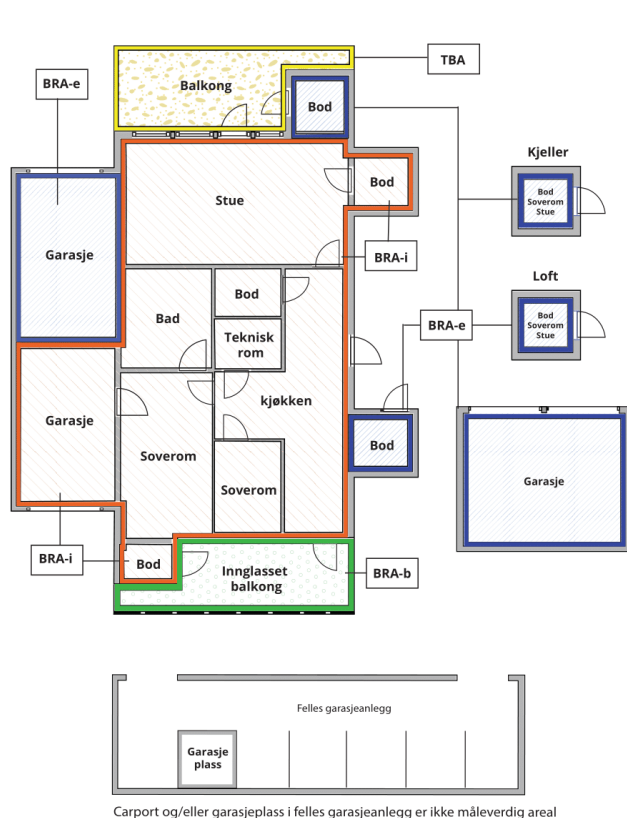 TBA
BRA-e
Balkong
Bod
Kjeller
Bod
Soverom
Stue
Stue
Bod
BRA-i
Garasje
Loft
Bod
Soverom
Stue
Bod
Bad
Teknisk
rom
BRA-e
kjøkken
Garasje
Bod
Soverom
Soverom
Garasje
BRA-i
Bod
Innglasset
balkong
BRA-b
Felles garasjeanlegg
Garasje
plass
Carport og/eller garasjeplass i felles garasjeanlegg er ikke måleverdig areal